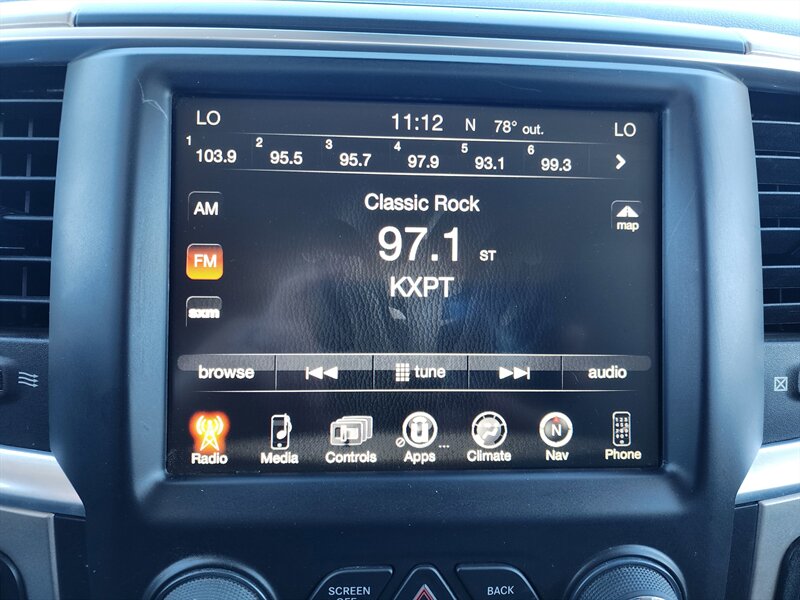 LO 11:12 N 78° out. LO
1 103.9 2 95.5 3 95.7 4 97.9 5 93.1 6 99.3
AM
Classic Rock
map
FM
97.1 ST
KXPT
sxm
browse tune audio
Radio Media Controls Apps ... Climate Nav Phone
SCREEN BACK
OFF